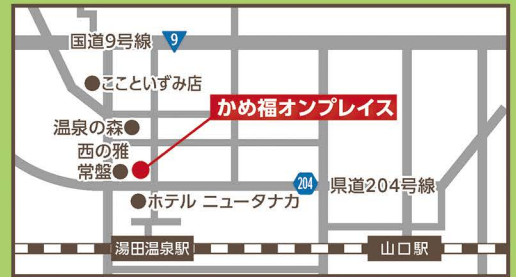 国道9号線
9
ここといずみ店
かめ福オンプレイス
温泉の森
西の雅
常盤
204
県道204号線
ホテル ニュータナカ
湯田温泉駅
山口駅